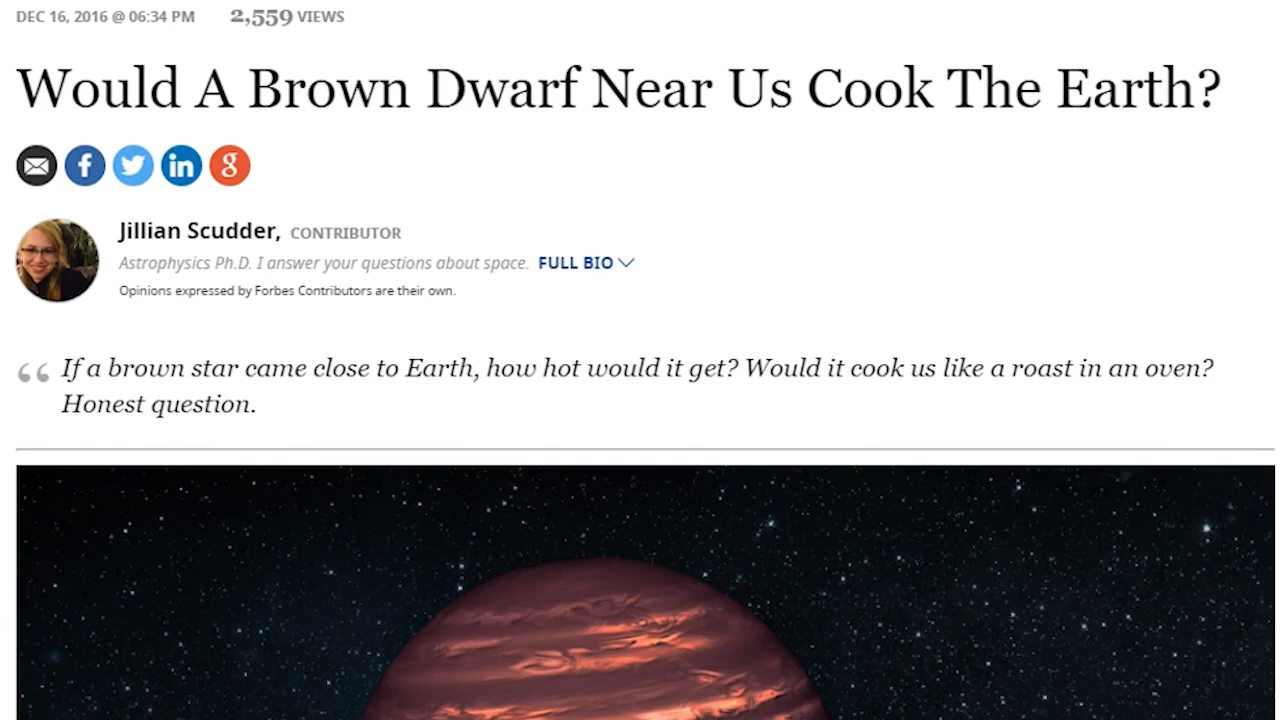 DEC 16, 2016 @ 06:34 PM 2,559 VIEWS
Would A Brown Dwarf Near Us Cook The Earth?
f in g
Jillian Scudder, CONTRIBUTOR
Astrophysics Ph.D. I answer your questions about space. FULL BIO
Opinions expressed by Forbes Contributors are their own.
“ If a brown star came close to Earth, how hot would it get? Would it cook us like a roast in an oven?
Honest question.